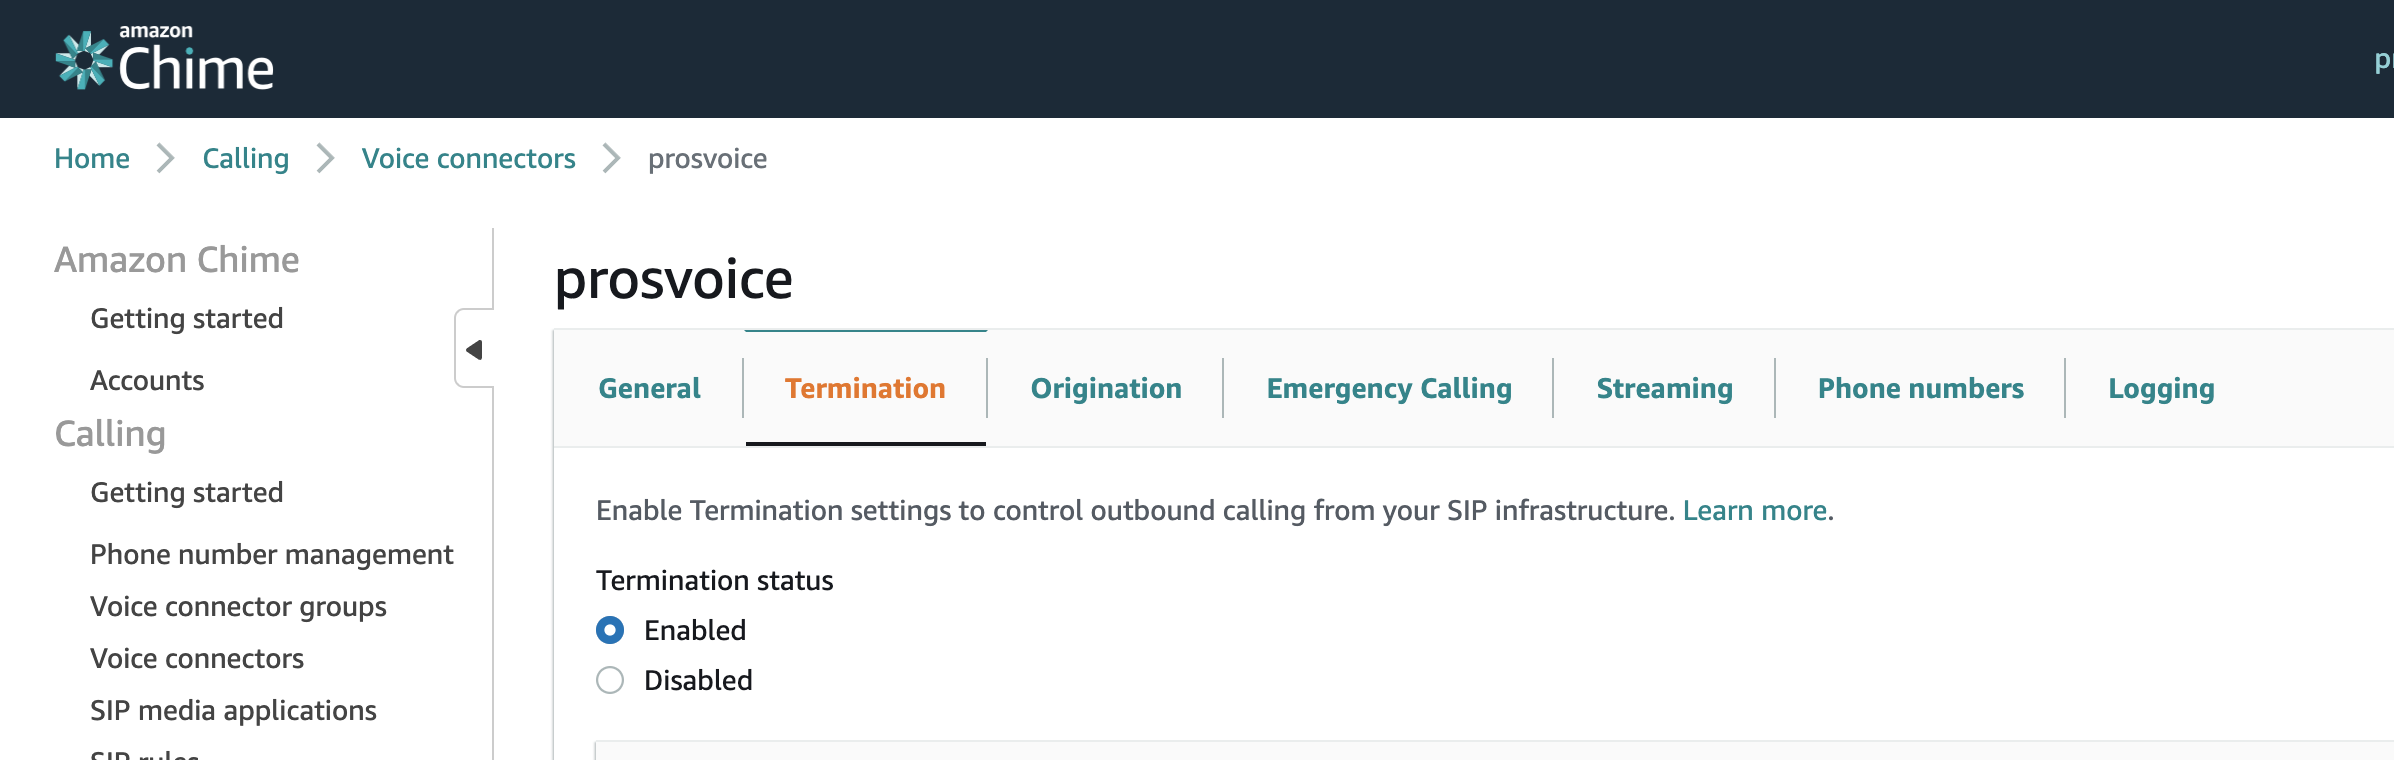 amazon
Chime
Home Calling Voice connectors prosvoice
Amazon Chime
Getting started
Accounts
Calling
Getting started
Phone number management
Voice connector groups
Voice connectors
SIP media applications
SIP rules
prosvoice
General Termination Origination Emergency Calling Streaming Phone numbers Logging
Enable Termination settings to control outbound calling from your SIP infrastructure. Learn more.
Termination status
Enabled
Disabled